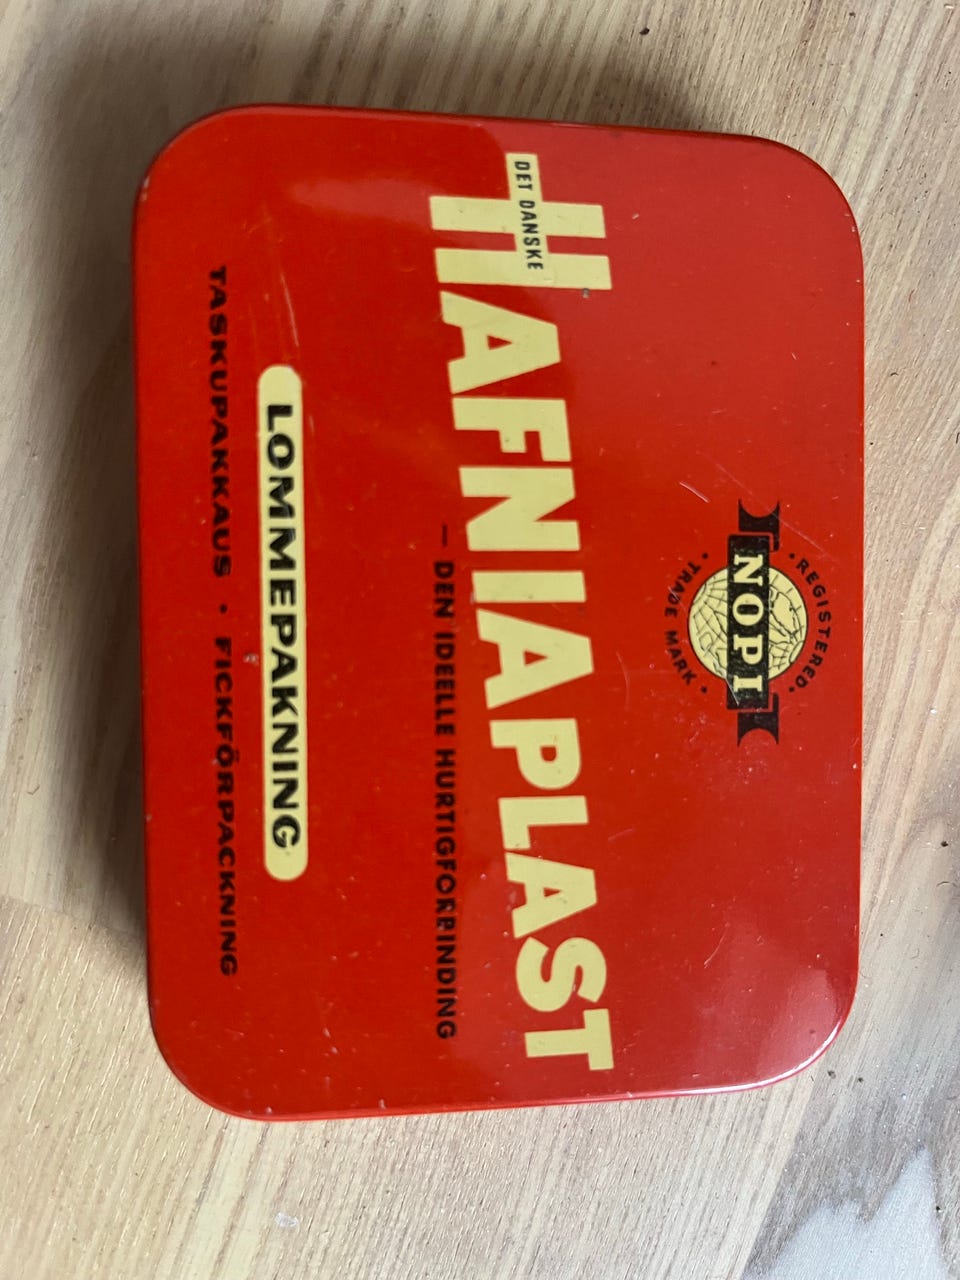 • REGISTERED •
NOPI
• TRADE MARK •
DET DANSKE
HAFNIAPLAST
— DEN IDEELLE HURTIGFORBINDING
LOMMEPAKNING
TASKUPAKKAUS • FICKFÖRPACKNING